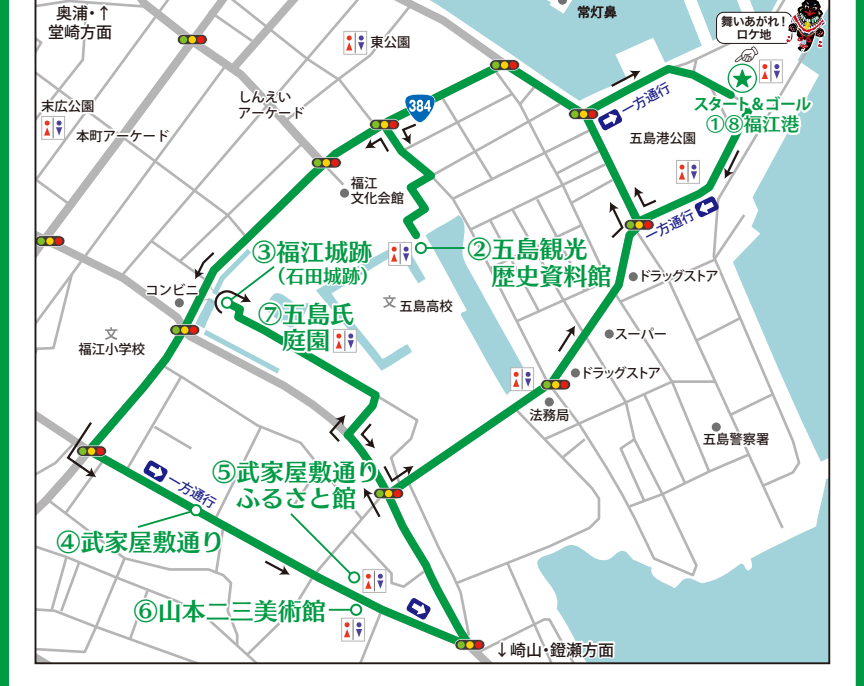 奥浦・↑
堂崎方面
常灯鼻
舞いあがれ！
ロケ地
東公園
しんえい
アーケード
末広公園
本町アーケード
384
一方通行
スタート&ゴール
①⑧福江港
五島港公園
福江
文化会館
一方通行
③福江城跡
（石田城跡）
②五島観光
歴史資料館
コンビニ
ドラッグストア
⑦五島氏
庭園
文 五島高校
文
福江小学校
スーパー
ドラッグストア
法務局
五島警察署
⑤武家屋敷通り
ふるさと館
一方通行
④武家屋敷通り
⑥山本二三美術館
↓崎山・鐙瀬方面